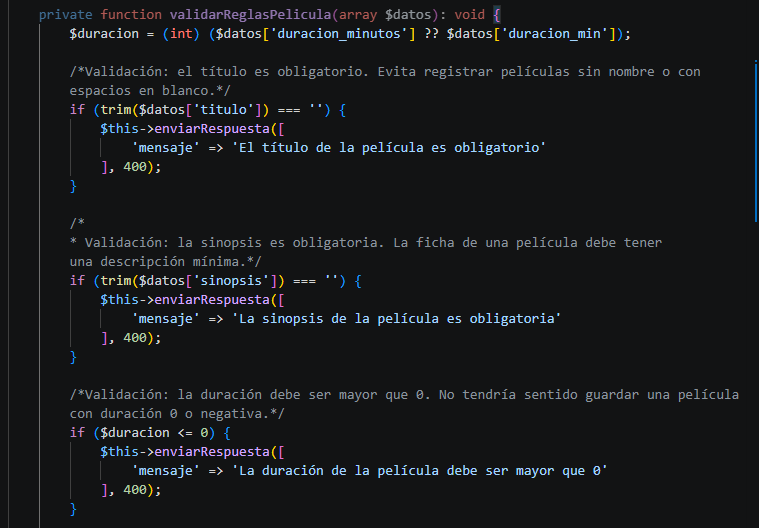 private function validarReglasPelicula(array $datos): void {
$duracion = (int) ($datos['duracion_minutos'] ?? $datos['duracion_min']);
/*Validación: el título es obligatorio. Evita registrar películas sin nombre o con
espacios en blanco.*/
if (trim($datos['titulo']) === '') {
$this->enviarRespuesta([
'mensaje' => 'El título de la película es obligatorio'
], 400);
}
/*
* Validación: la sinopsis es obligatoria. La ficha de una película debe tener
una descripción mínima.*/
if (trim($datos['sinopsis']) === '') {
$this->enviarRespuesta([
'mensaje' => 'La sinopsis de la película es obligatoria'
], 400);
}
/*Validación: la duración debe ser mayor que 0. No tendría sentido guardar una película
con duración 0 o negativa.*/
if ($duracion <= 0) {
$this->enviarRespuesta([
'mensaje' => 'La duración de la película debe ser mayor que 0'
], 400);
}